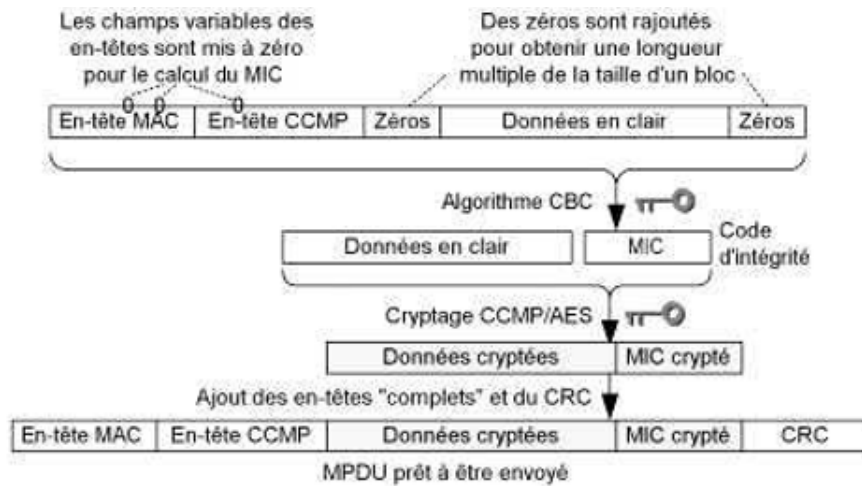 Les champs variables des
en-têtes sont mis à zéro
pour le calcul du MIC
Des zéros sont rajoutés
pour obtenir une longueur
multiple de la taille d'un bloc
0 0 0
En-tête MAC En-tête CCMP Zéros Données en clair Zéros
Algorithme CBC
Données en clair MIC
Code
d'intégrité
Cryptage CCMP/AES
Données cryptées MIC crypté
Ajout des en-têtes "complets" et du CRC
En-tête MAC En-tête CCMP Données cryptées MIC crypté CRC
MPDU prêt à être envoyé